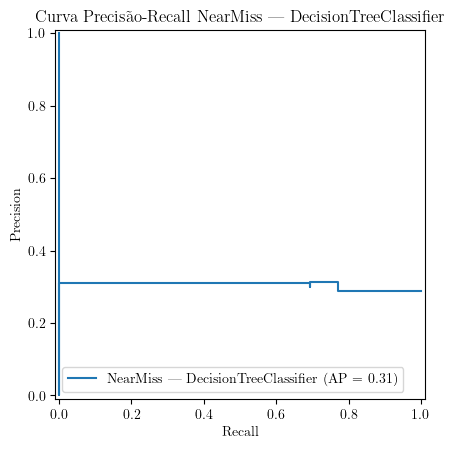 Curva Precisão-Recall NearMiss — DecisionTreeClassifier
1.0
0.8
0.6
0.4
0.2
0.0
Precision
NearMiss — DecisionTreeClassifier (AP = 0.31)
0.0 0.2 0.4 0.6 0.8 1.0
Recall